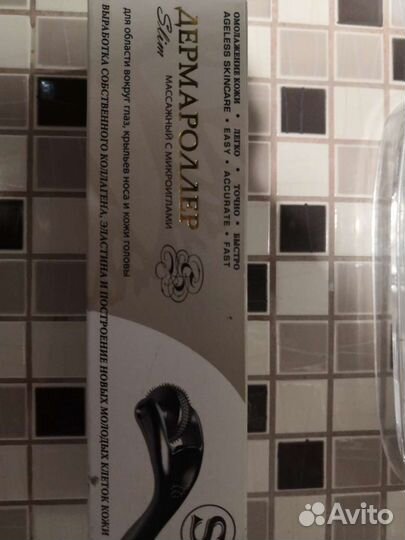 ОМОЛАЖЕНИЕ КОЖИ • ЛЕГКО • ТОЧНО • БЫСТРО
AGELESS SKINCARE • EASY • ACCURATE • FAST
ДЕРМАРОЛЛЕР
Slim
МАССАЖНЫЙ С МИКРОИГЛАМИ
для области вокруг глаз, крыльев носа и кожи головы
ВЫРАБОТКА СОБСТВЕННОГО КОЛЛАГЕНА, ЭЛАСТИНА И ПОСТРОЕНИЕ НОВЫХ МОЛОДЫХ КЛЕТОК КОЖИ
S
Avito